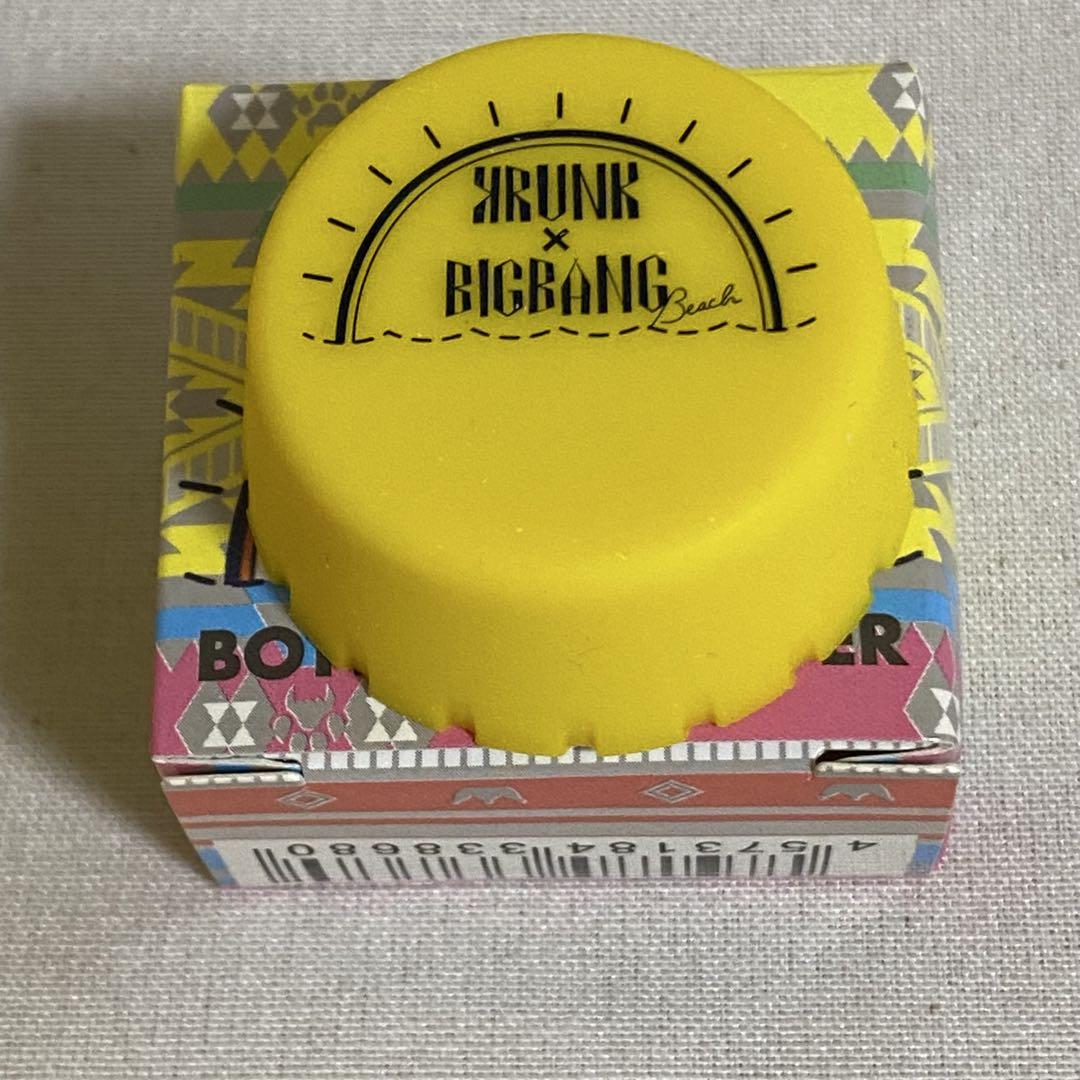 KRUNK
×
BIGBANG
Beach
BO ER
4573184338680